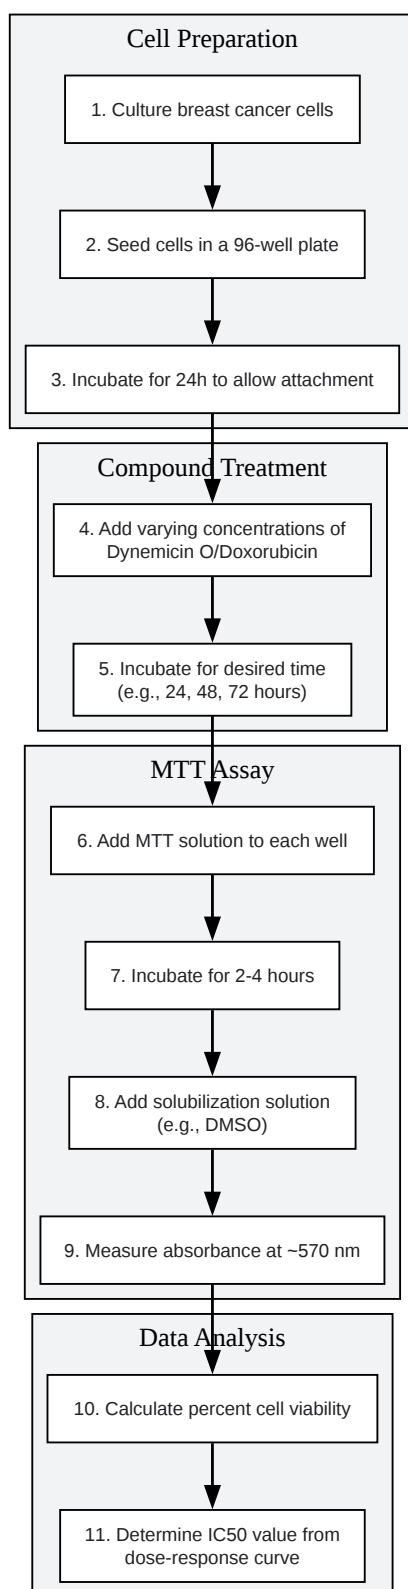 Cell Preparation
1. Culture breast cancer cells
2. Seed cells in a 96-well plate
3. Incubate for 24h to allow attachment
Compound Treatment
4. Add varying concentrations of
Dynemicin O/Doxorubicin
5. Incubate for desired time
(e.g., 24, 48, 72 hours)
MTT Assay
6. Add MTT solution to each well
7. Incubate for 2-4 hours
8. Add solubilization solution
(e.g., DMSO)
9. Measure absorbance at ~570 nm
Data Analysis
10. Calculate percent cell viability
11. Determine IC50 value from
dose-response curve